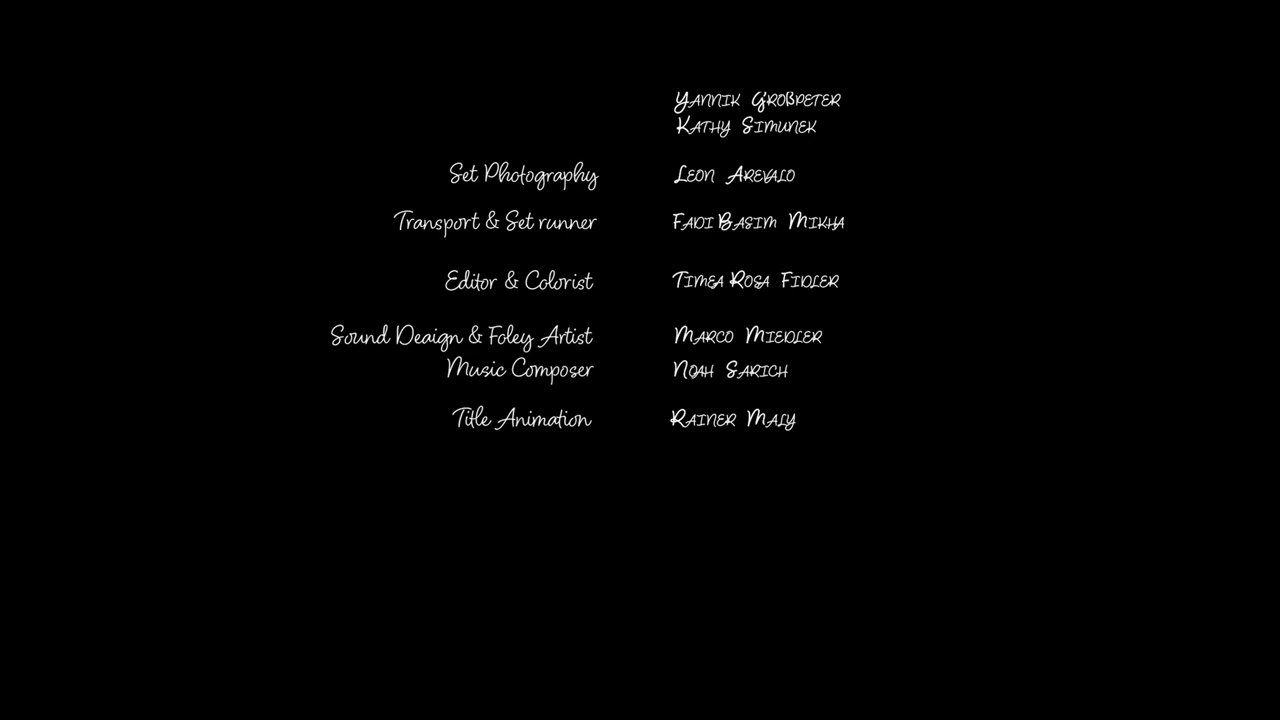 Yannik Großpeter
Kathy Simunek
Set Photography Leon Arevalo
Transport & Set runner Fadi Basim Mikha
Editor & Colorist Timea Rosa Fidler
Sound Deaign & Foley Artist Marco Miedler
Music Composer Noah Sarich
Title Animation Rainer Maly